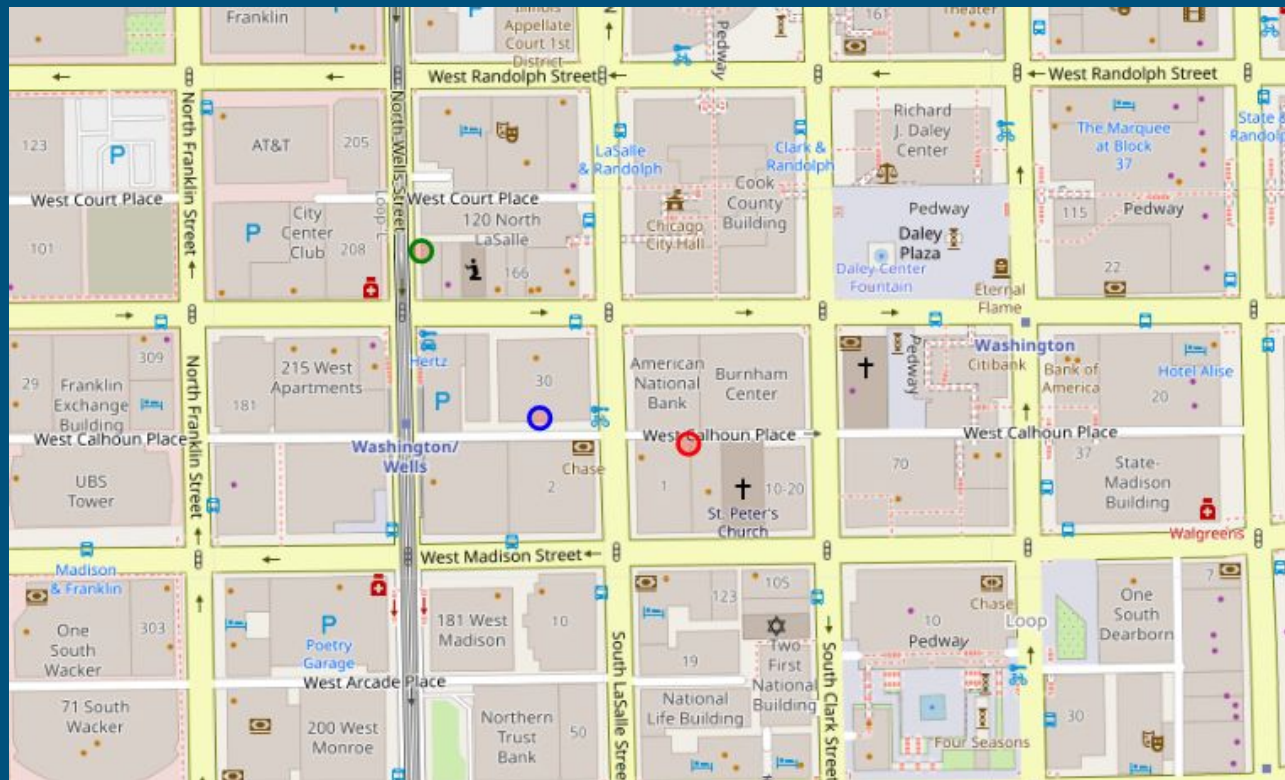 Franklin
Illinois
Appellate
Court 1st
District
Pedway
161
Theater
West Randolph Street
West Randolph Street
North Franklin Street
North Wells Street
123
P
AT&T
205
LaSalle
& Randolph
Clark &
Randolph
Richard
J. Daley
Center
The Marquee
at Block
37
State &
Randolph
West Court Place
West Court Place
Loop L
Cook
County
Building
Chicago
City Hall
Pedway
Daley
Plaza
115
Pedway
101
City
Center
Club
P
208
120 North
LaSalle
166
Daley Center
Fountain
22
Eternal
Flame
29
309
Franklin
Exchange
Building
North Franklin Street
215 West
Apartments
181
Hertz
P
30
American
National
Bank
Burnham
Center
Pedway
Washington
Citibank
Bank of
America
Hotel Alise
20
West Calhoun Place
West Calhoun Place
West Calhoun Place
Washington/
Wells
UBS
Tower
Chase
2
1
10-20
St. Peter's
Church
70
37
State-
Madison
Building
Walgreens
West Madison Street
Madison
& Franklin
One
South
Wacker
303
P
Poetry
Garage
181 West
Madison
10
South LaSalle Street
123
105
19
Two
First
National
Building
South Clark Street
10
Pedway
Chase
Loop
One
South
Dearborn
7
West Arcade Place
71 South
Wacker
200 West
Monroe
Northern
Trust
Bank
50
National
Life Building
Four Seasons
30